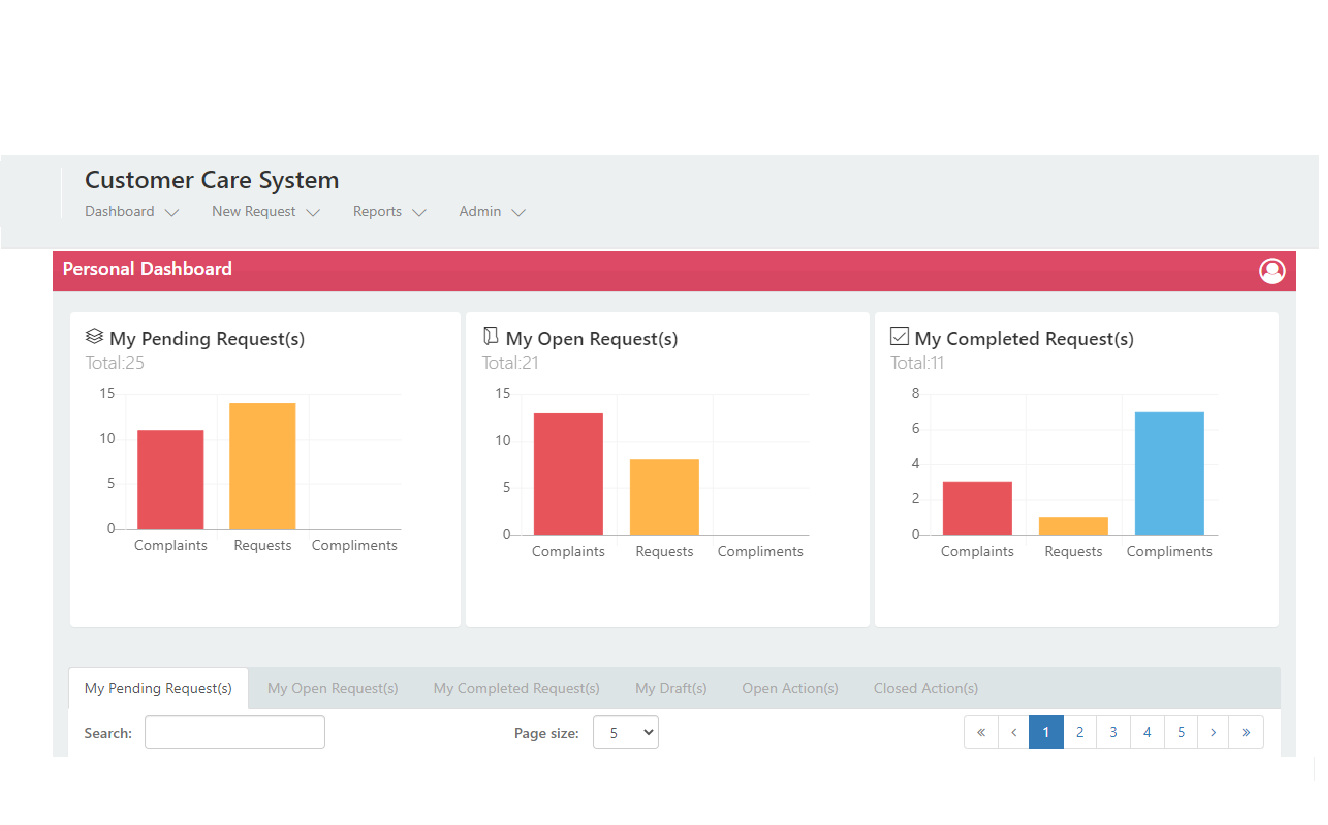 Customer Care System
Dashboard New Request Reports Admin
Personal Dashboard
My Pending Request(s)
Total:25
15
10
5
0
Complaints Requests Compliments
My Open Request(s)
Total:21
15
10
5
0
Complaints Requests Compliments
My Completed Request(s)
Total:11
8
6
4
2
0
Complaints Requests Compliments
My Pending Request(s) My Open Request(s) My Completed Request(s) My Draft(s) Open Action(s) Closed Action(s)
Search: Page size: 5 « ‹ 1 2 3 4 5 › »